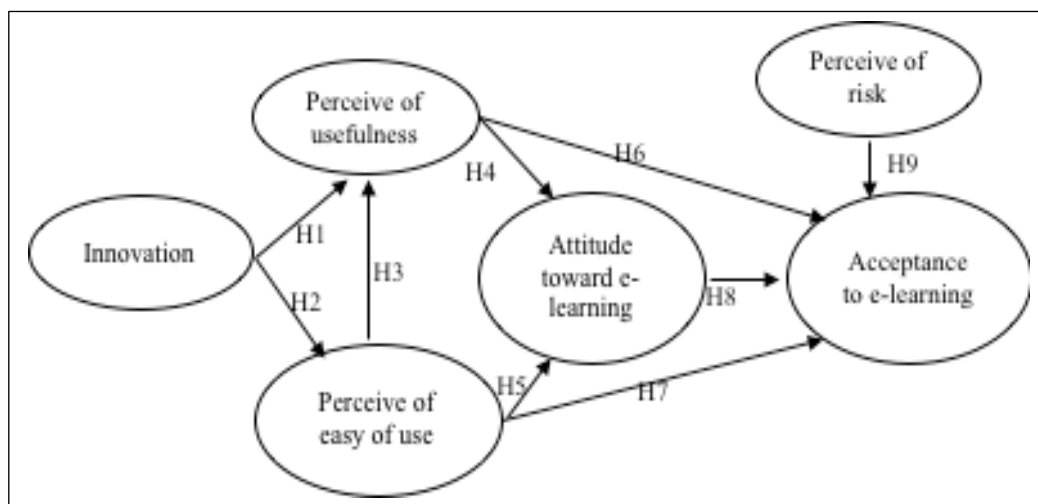 Perceive of
usefulness
Perceive of
risk
H6
H9
H4
H1
Innovation
Attitude
toward e-
learning
Acceptance
to e-learning
H3
H2
H8
H5
H7
Perceive of
easy of use